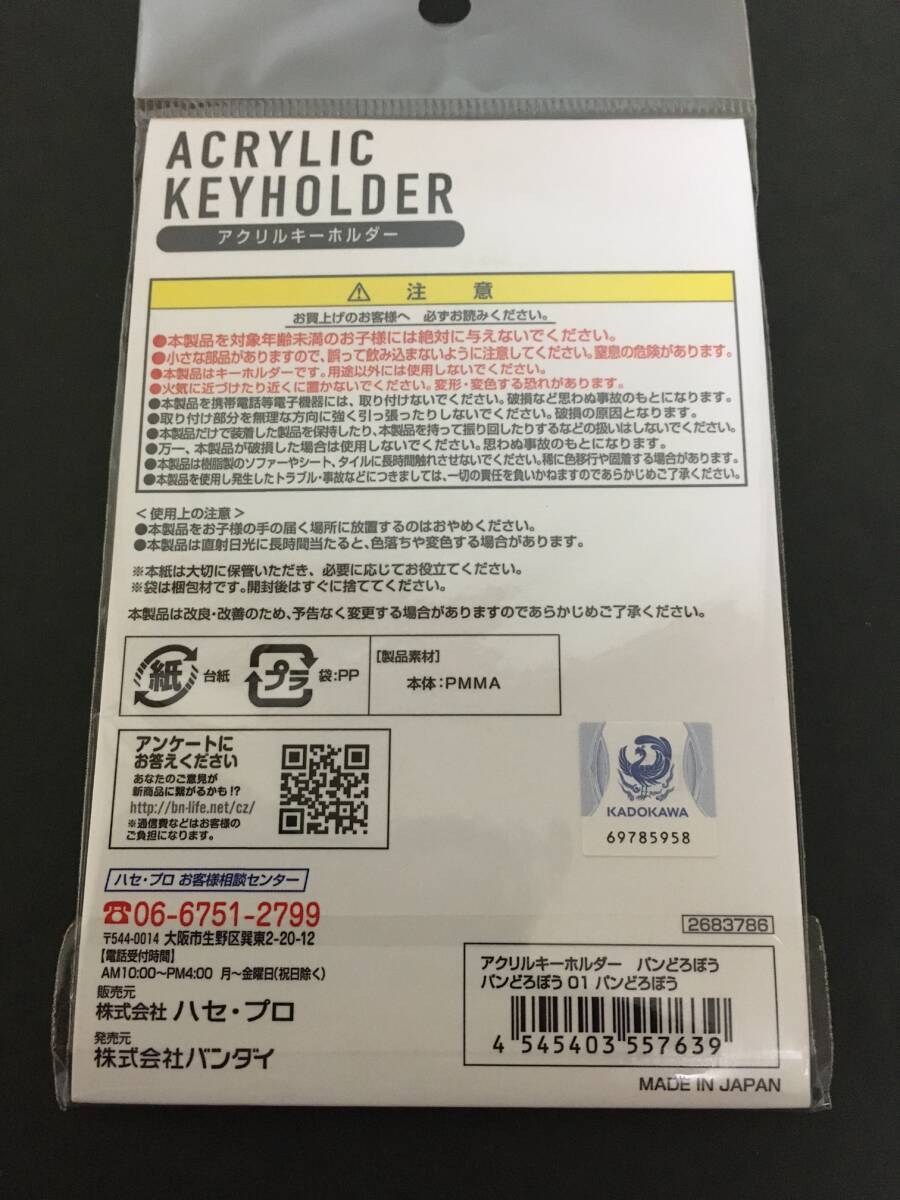 ACRYLIC
KEYHOLDER
アクリルキーホルダー
⚠ 注意
お買上げのお客様へ 必ずお読みください。
●本製品を対象年齢未満のお子様には絶対に与えないでください。
●小さな部品がありますので、誤って飲み込まないように注意してください。窒息の危険があります。
●本製品はキーホルダーです。用途以外には使用しないでください。
●火気に近づけたり近くに置かないでください。変形・変色する恐れがあります。
●本製品を携帯電話等電子機器には、取り付けないでください。破損など思わぬ事故のもとになります。
●取り付け部分を無理な方向に強く引っ張ったりしないでください。破損の原因となります。
●本製品だけで装着した製品を保持したり、本製品を持って振り回したりするなどの扱いはしないでください。
●万一、本製品が破損した場合は使用しないでください。思わぬ事故のもとになります。
●本製品は樹脂製のソファーやシート、タイルに長時間触れさせないでください。稀に色移行や固着する場合があります。
●本製品を使用し発生したトラブル・事故などにつきましては、一切の責任を負いかねますのであらかじめご了承ください。
＜使用上の注意＞
●本製品をお子様の手の届く場所に放置するのはおやめください。
●本製品は直射日光に長時間当たると、色落ちや変色する場合があります。
※本紙は大切に保管いただき、必要に応じてお役立てください。
※袋は梱包材です。開封後はすぐに捨ててください。
本製品は改良・改善のため、予告なく変更する場合がありますのであらかじめご了承ください。
紙 台紙 プラ 袋:PP
[製品素材]
本体:PMMA
アンケートに
お答えください
あなたのご意見が
新商品に繋がるかも!?
http://bn-life.net/cz/
※通信費などはお客様の
ご負担になります。
KADOKAWA
69785958
ハセ・プロ お客様相談センター
☎06-6751-2799
〒544-0014 大阪市生野区巽東2-20-12
【電話受付時間】
AM10:00〜PM4:00 月〜金曜日(祝日除く)
販売元
株式会社 ハセ・プロ
発売元
株式会社バンダイ
2683786
アクリルキーホルダー パンどろぼう
パンどろぼう 01 パンどろぼう
4 545403 557639
MADE IN JAPAN